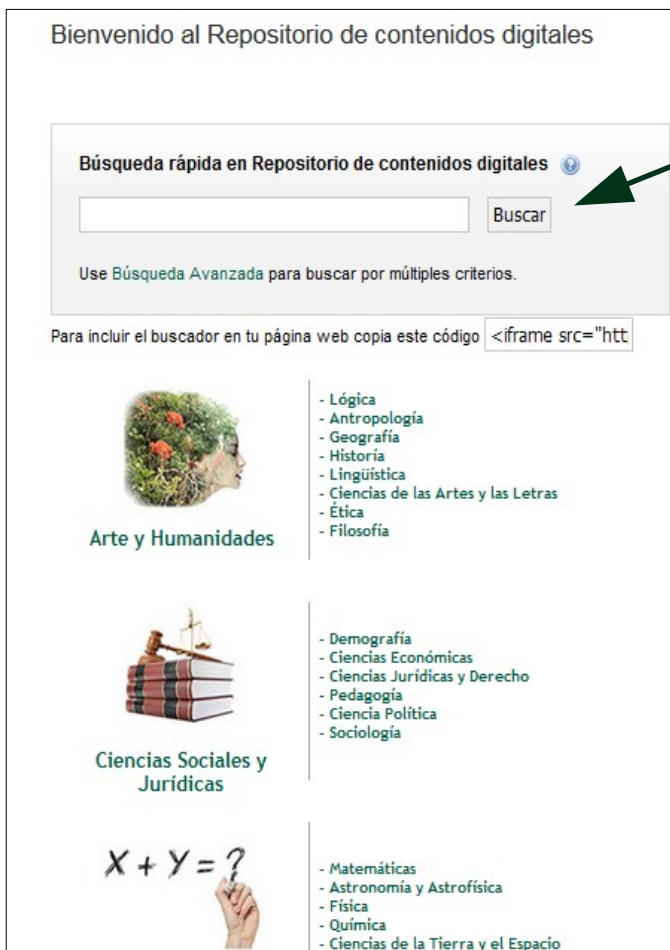 Bienvenido al Repositorio de contenidos digitales
Búsqueda rápida en Repositorio de contenidos digitales
Buscar
Use Búsqueda Avanzada para buscar por múltiples criterios.
Para incluir el buscador en tu página web copia este código <iframe src="htt
- Lógica
- Antropología
- Geografía
- Historía
- Lingüística
- Ciencias de las Artes y las Letras
- Ética
- Filosofía
Arte y Humanidades
- Demografía
- Ciencias Económicas
- Ciencias Jurídicas y Derecho
- Pedagogía
- Ciencia Política
- Sociología
Ciencias Sociales y
Jurídicas
X + Y = ?
- Matemáticas
- Astronomía y Astrofísica
- Física
- Química
- Ciencias de la Tierra y el Espacio